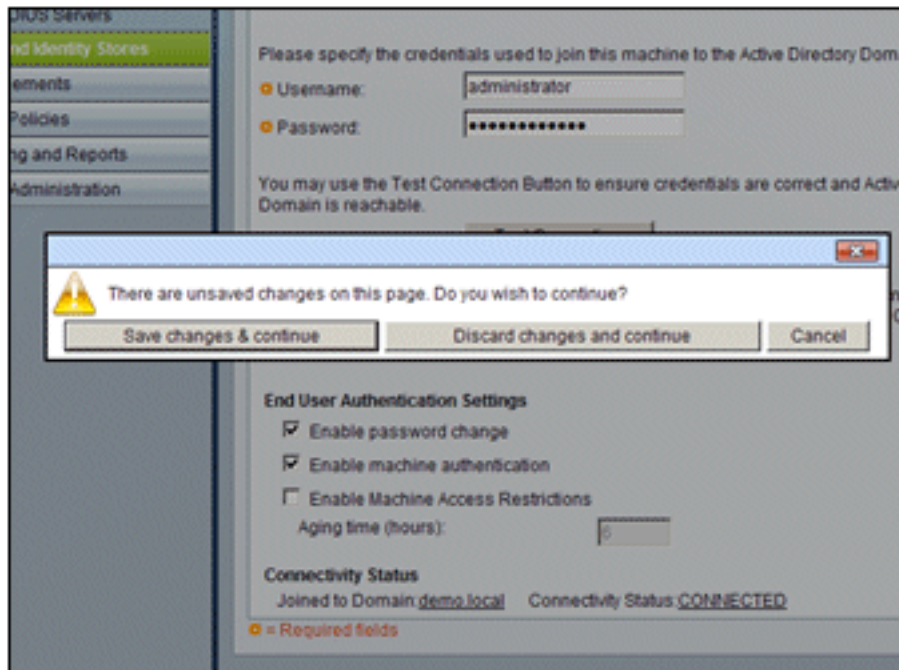 DIUS Servers
nd Identity Stores
ements
Policies
ng and Reports
Administration
Please specify the credentials used to join this machine to the Active Directory Dom
Username:
administrator
Password:
You may use the Test Connection Button to ensure credentials are correct and Activ
Domain is reachable.
There are unsaved changes on this page. Do you wish to continue?
Save changes & continue
Discard changes and continue
Cancel
End User Authentication Settings
Enable password change
Enable machine authentication
Enable Machine Access Restrictions
Aging time (hours):
6
Connectivity Status
Joined to Domain:demo.local Connectivity Status:CONNECTED
= Required fields